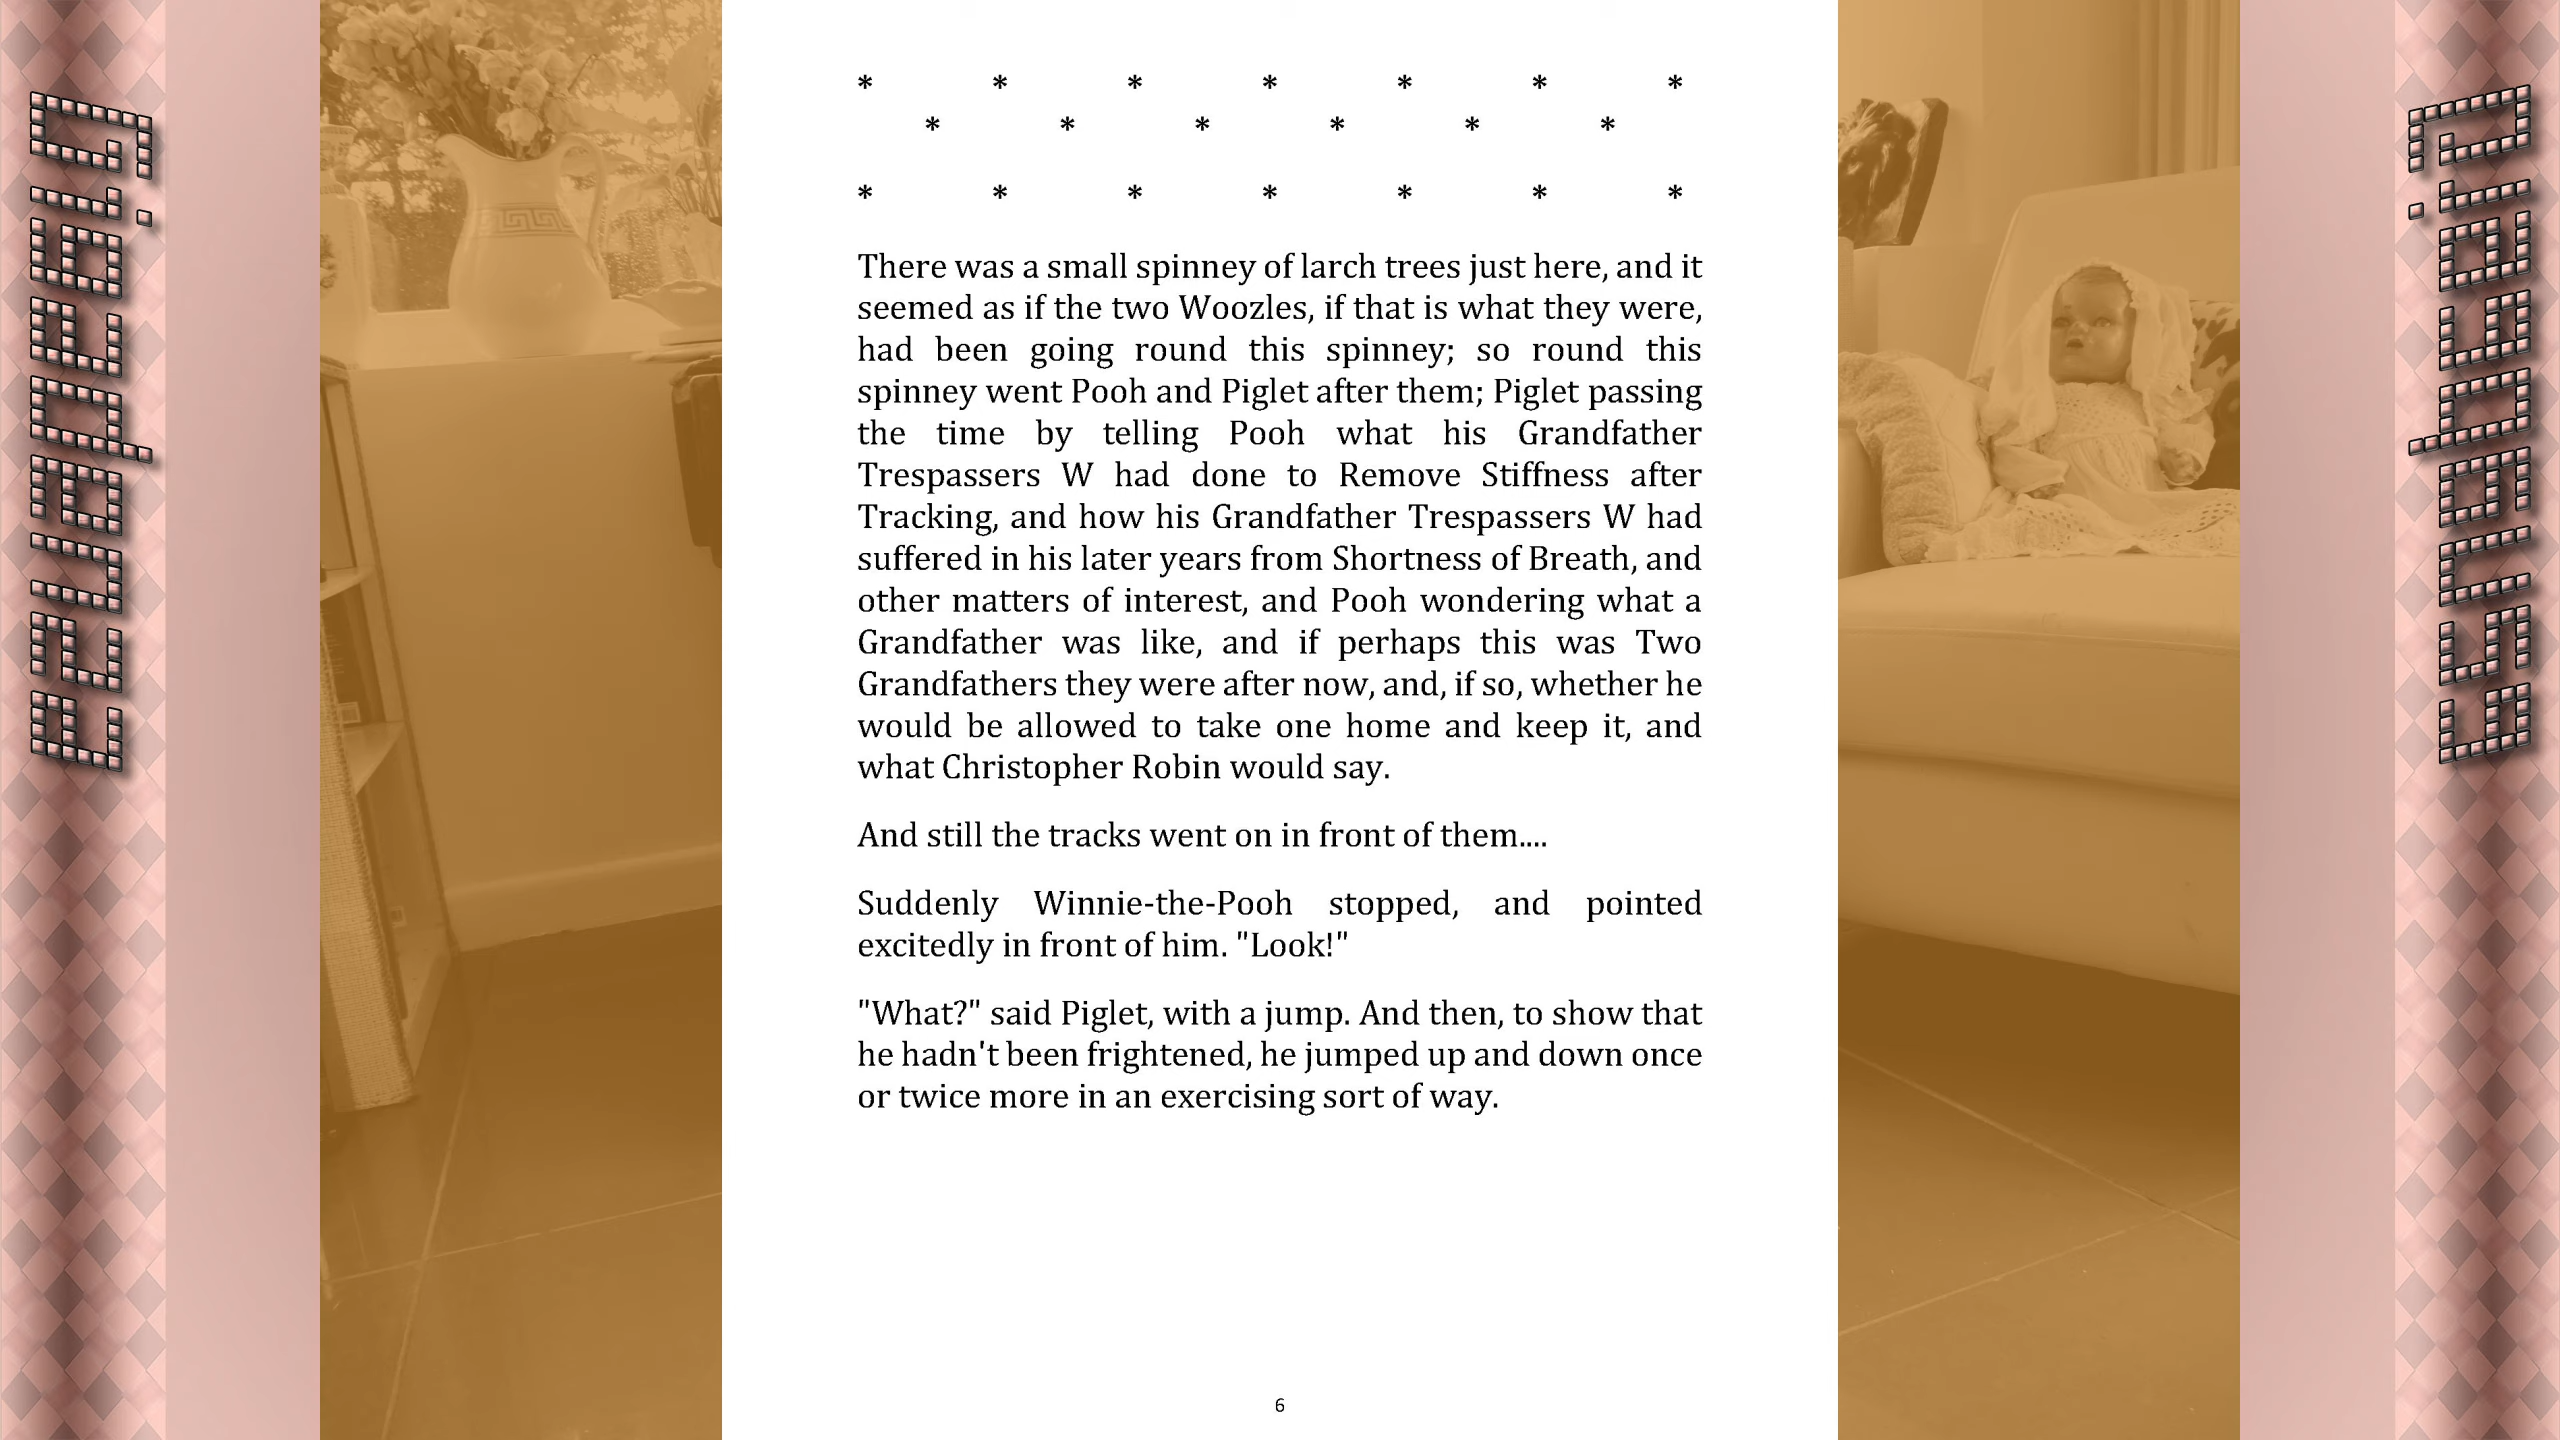 * * * * * * *
* * * * * *
* * * * * * *
There was a small spinney of larch trees just here, and it
seemed as if the two Woozles, if that is what they were,
had been going round this spinney; so round this
spinney went Pooh and Piglet after them; Piglet passing
the time by telling Pooh what his Grandfather
Trespassers W had done to Remove Stiffness after
Tracking, and how his Grandfather Trespassers W had
suffered in his later years from Shortness of Breath, and
other matters of interest, and Pooh wondering what a
Grandfather was like, and if perhaps this was Two
Grandfathers they were after now, and, if so, whether he
would be allowed to take one home and keep it, and
what Christopher Robin would say.
And still the tracks went on in front of them....
Suddenly Winnie-the-Pooh stopped, and pointed
excitedly in front of him. "Look!"
"What?" said Piglet, with a jump. And then, to show that
he hadn't been frightened, he jumped up and down once
or twice more in an exercising sort of way.
6